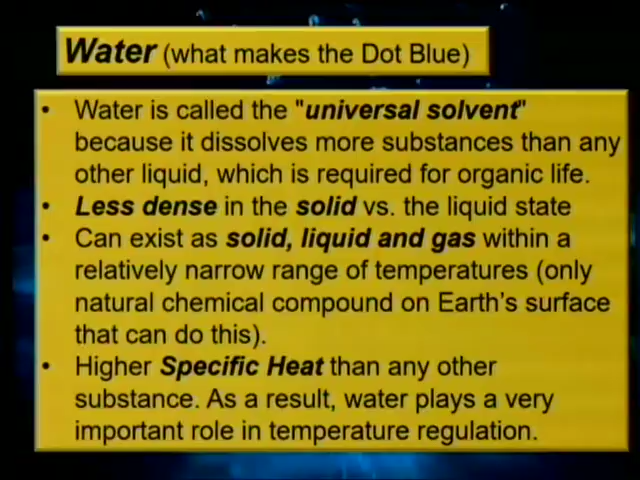 Water (what makes the Dot Blue)
• Water is called the "universal solvent"
because it dissolves more substances than any
other liquid, which is required for organic life.
• Less dense in the solid vs. the liquid state
• Can exist as solid, liquid and gas within a
relatively narrow range of temperatures (only
natural chemical compound on Earth's surface
that can do this).
• Higher Specific Heat than any other
substance. As a result, water plays a very
important role in temperature regulation.